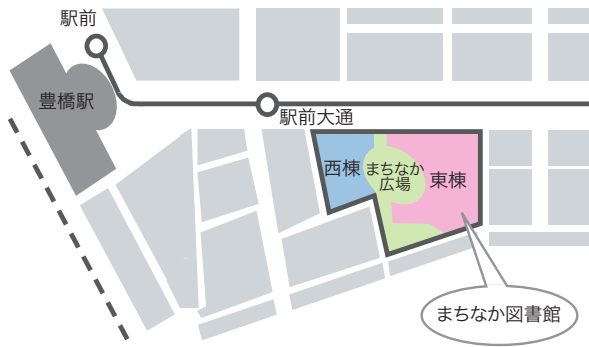 駅前
豊橋駅
駅前大通
西棟
まちなか
広場
東棟
まちなか図書館